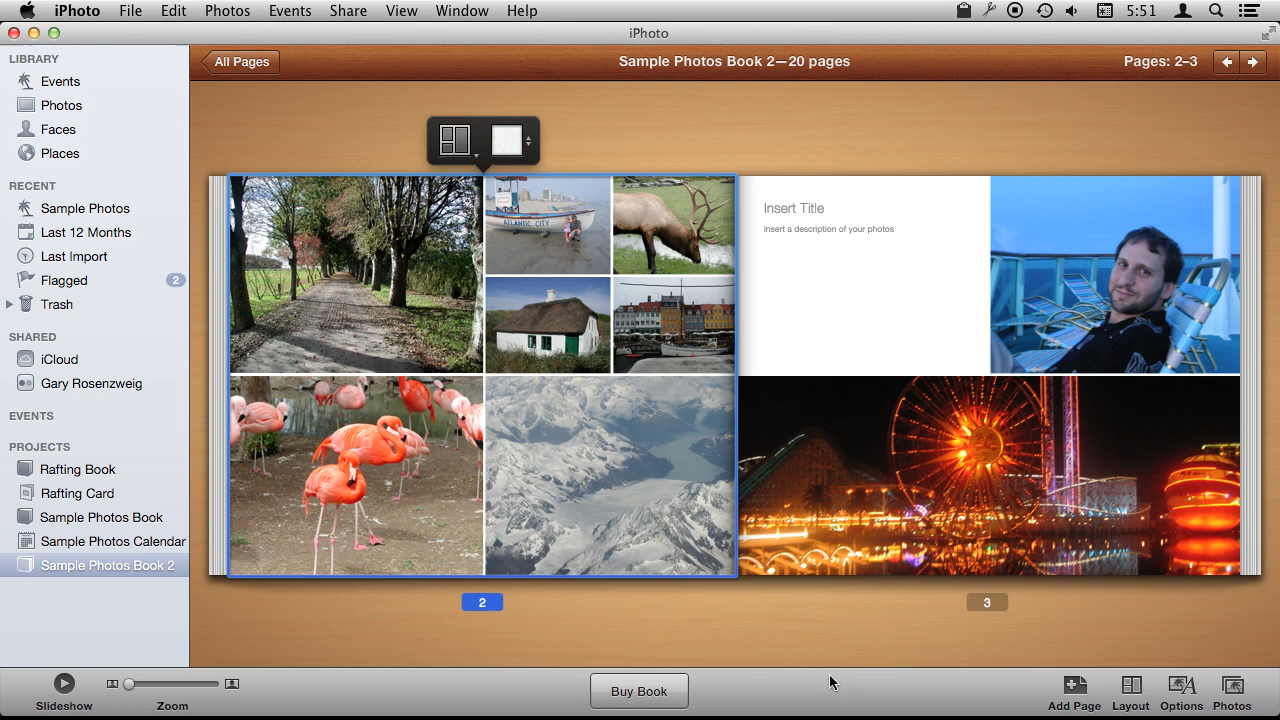 iPhoto File Edit Photos Events Share View Window Help 5:51
iPhoto
LIBRARY
Events
Photos
Faces
Places
RECENT
Sample Photos
Last 12 Months
Last Import
Flagged 2
Trash
SHARED
iCloud
Gary Rosenzweig
EVENTS
PROJECTS
Rafting Book
Rafting Card
Sample Photos Book
Sample Photos Calendar
Sample Photos Book 2
All Pages
Sample Photos Book 2—20 pages
Pages: 2–3
ATLANTIC CITY
Insert Title
Insert a description of your photos
2
3
Slideshow
Zoom
Buy Book
Add Page
Layout
Options
Photos